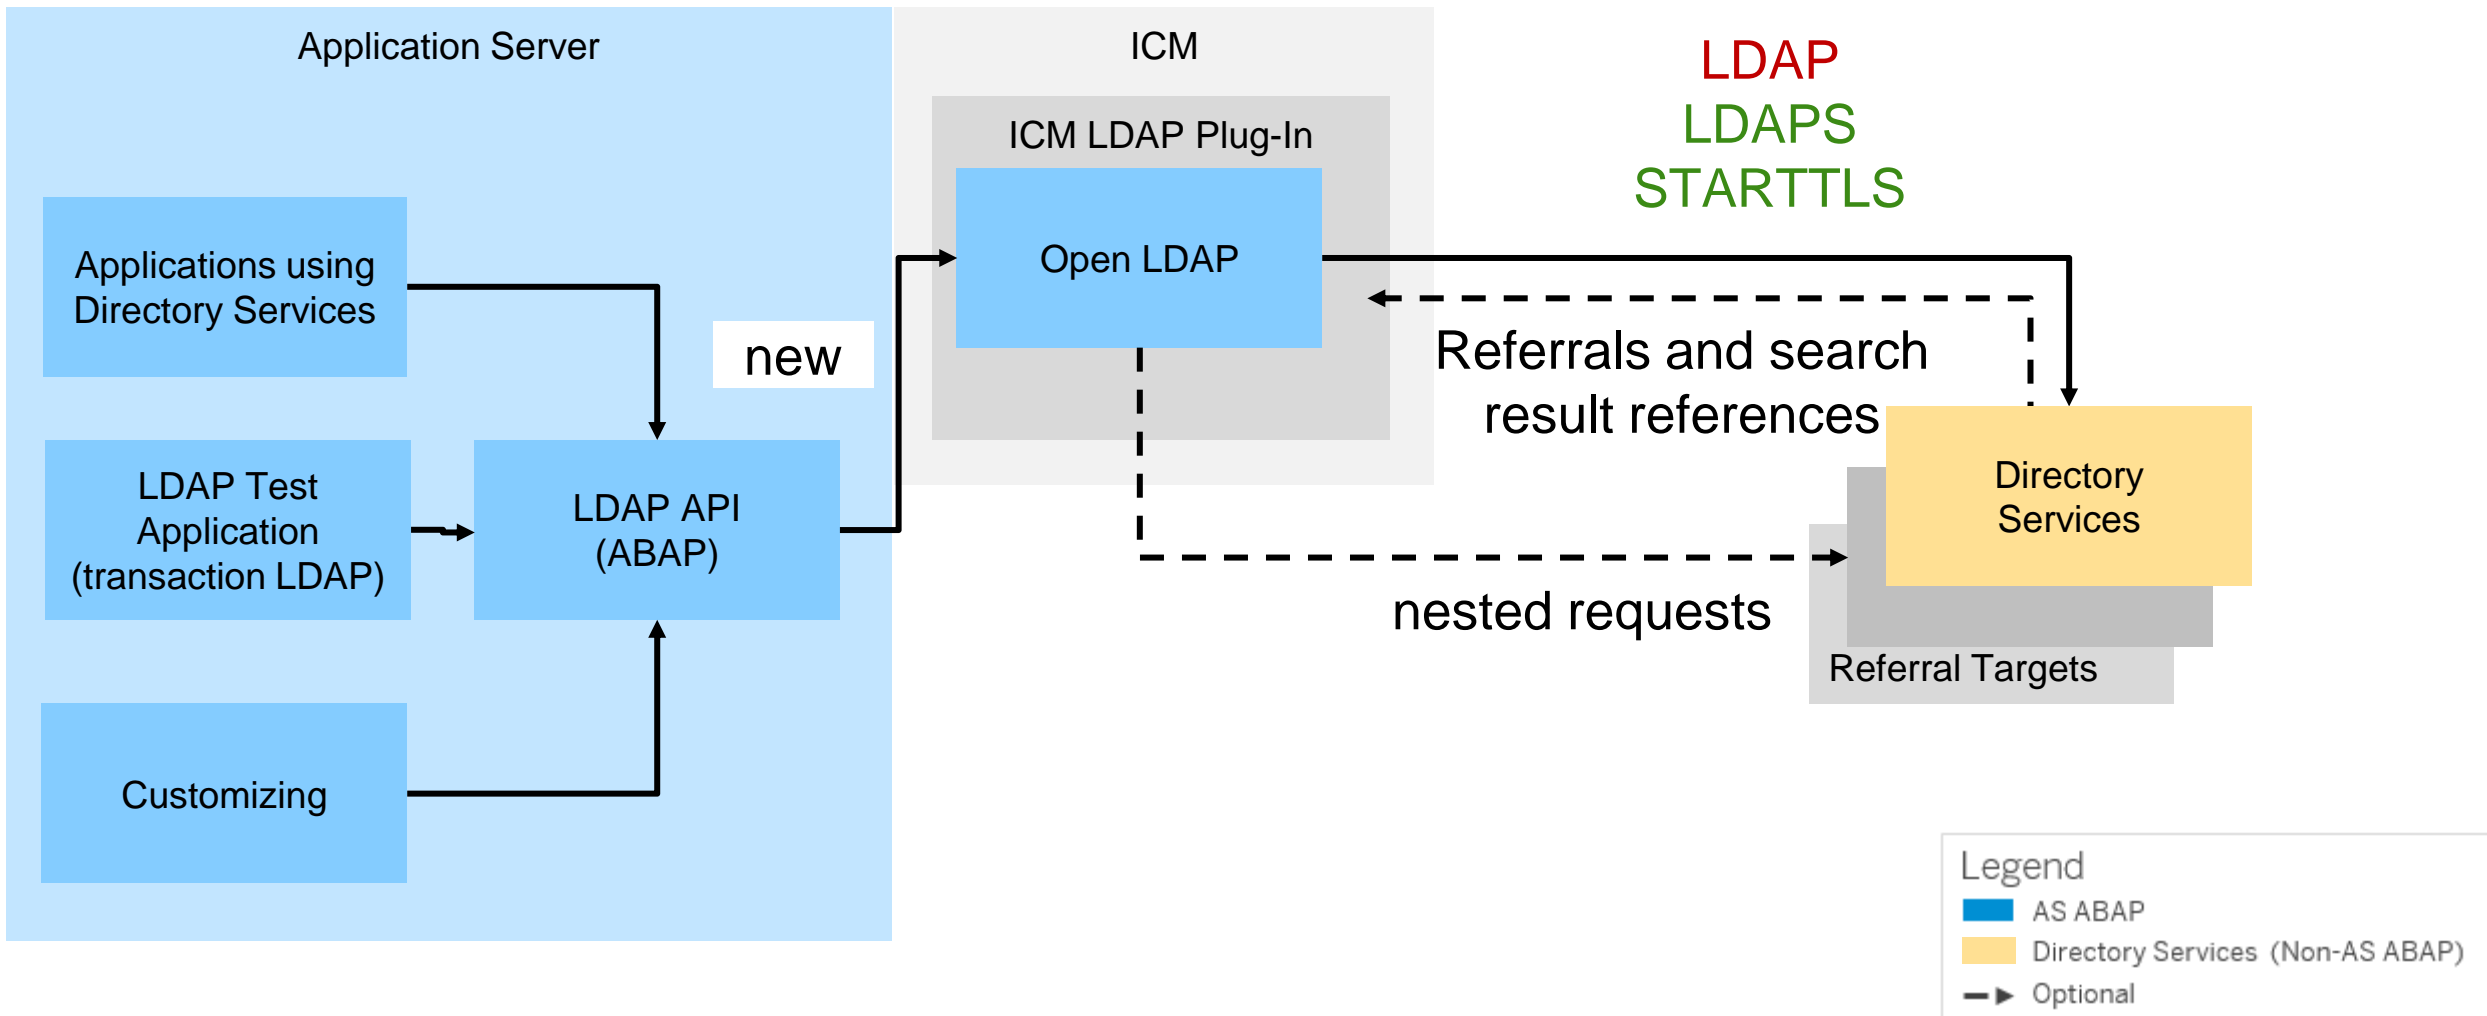 Application Server
ICM
LDAP
LDAPS
STARTTLS
ICM LDAP Plug-In
Applications using
Directory Services
Open LDAP
new
Referrals and search
result references
LDAP Test
Application
(transaction LDAP)
LDAP API
(ABAP)
Directory
Services
nested requests
Referral Targets
Customizing
Legend
AS ABAP
Directory Services (Non-AS ABAP)
Optional